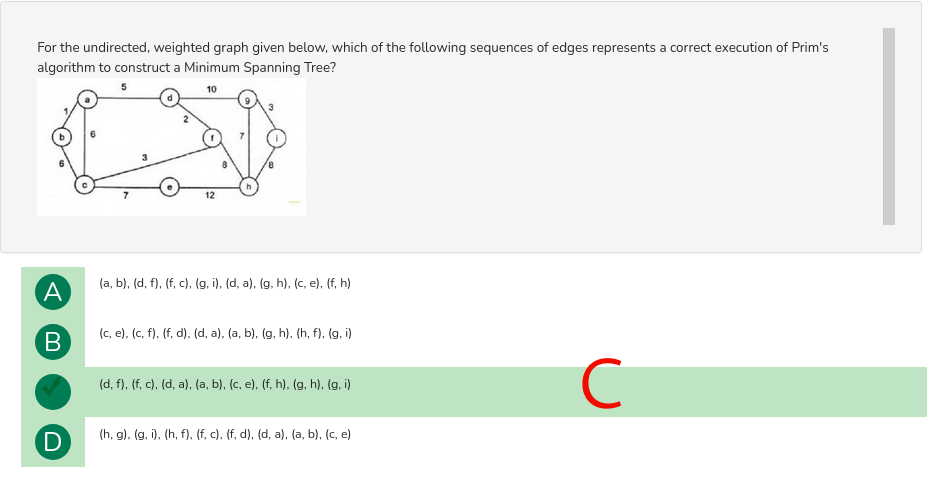 For the undirected, weighted graph given below, which of the following sequences of edges represents a correct execution of Prim's
algorithm to construct a Minimum Spanning Tree?
5
10
a
d
g
1
3
2
b
6
f
7
i
6
3
8
8
c
e
h
7
12
A
(a, b), (d, f), (f, c), (g, i), (d, a), (g, h), (c, e), (f, h)
B
(c, e), (c, f), (f, d), (d, a), (a, b), (g, h), (h, f), (g, i)
(d, f), (f, c), (d, a), (a, b), (c, e), (f, h), (g, h), (g, i)
C
D
(h, g), (g, i), (h, f), (f, c), (f, d), (d, a), (a, b), (c, e)